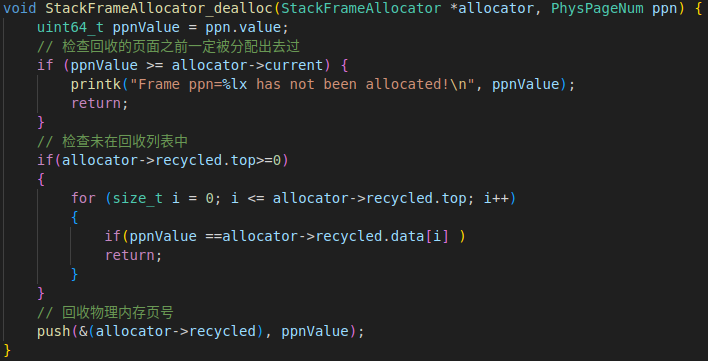 void StackFrameAllocator_dealloc(StackFrameAllocator *allocator, PhysPageNum ppn) {
    uint64_t ppnValue = ppn.value;
    // 检查回收的页面之前一定被分配出去过
    if (ppnValue >= allocator->current) {
        printk("Frame ppn=%lx has not been allocated!\n", ppnValue);
        return;
    }
    // 检查未在回收列表中
    if(allocator->recycled.top>=0)
    {
        for (size_t i = 0; i <= allocator->recycled.top; i++)
        {
            if(ppnValue ==allocator->recycled.data[i] )
            return;
        }
    }
    // 回收物理内存页号
    push(&(allocator->recycled), ppnValue);
}